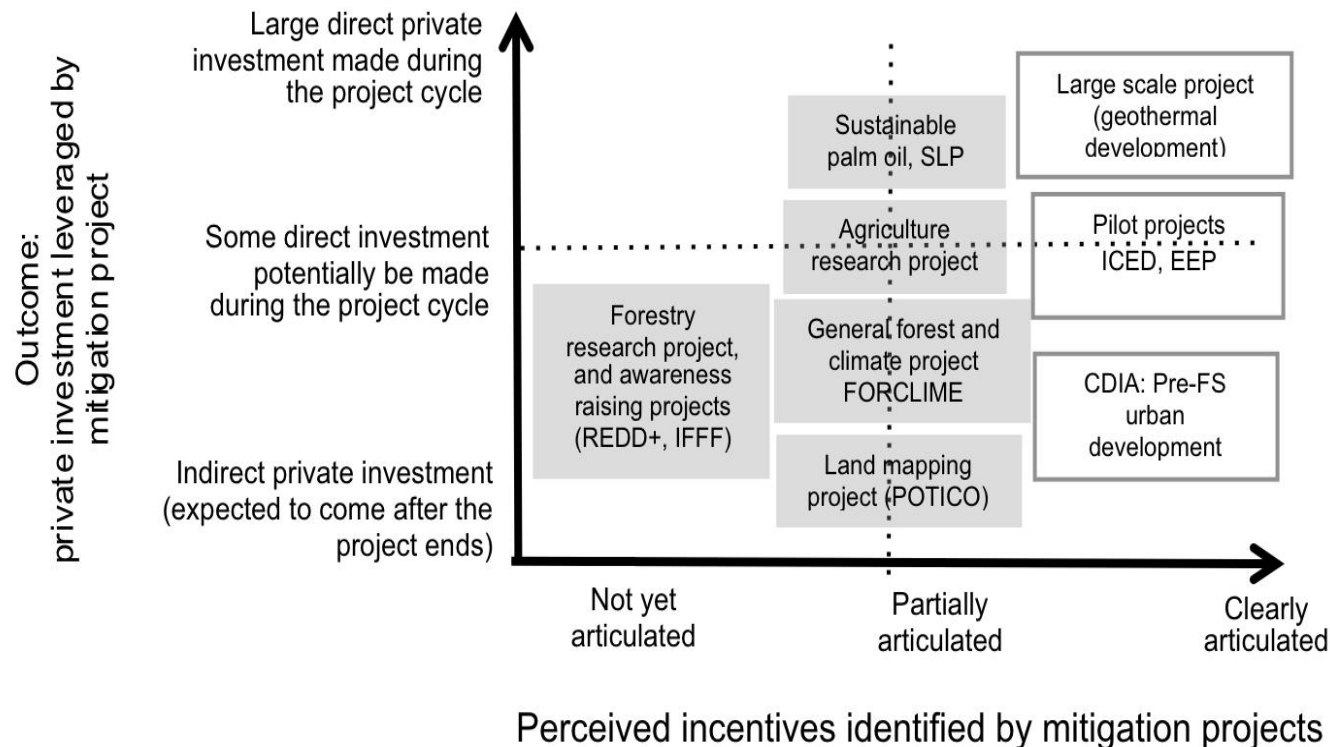 Outcome:
private investment leveraged by
mitigation project
Large direct private
investment made during
the project cycle
Some direct investment
potentially be made
during the project cycle
Indirect private investment
(expected to come after the
project ends)
Forestry
research project,
and awareness
raising projects
(REDD+, IFFF)
Sustainable
palm oil, SLP
Agriculture
research project
General forest and
climate project
FORCLIME
Land mapping
project (POTICO)
Large scale project
(geothermal
development)
Pilot projects
ICED, EEP
CDIA: Pre-FS
urban
development
Not yet
articulated
Partially
articulated
Clearly
articulated
Perceived incentives identified by mitigation projects